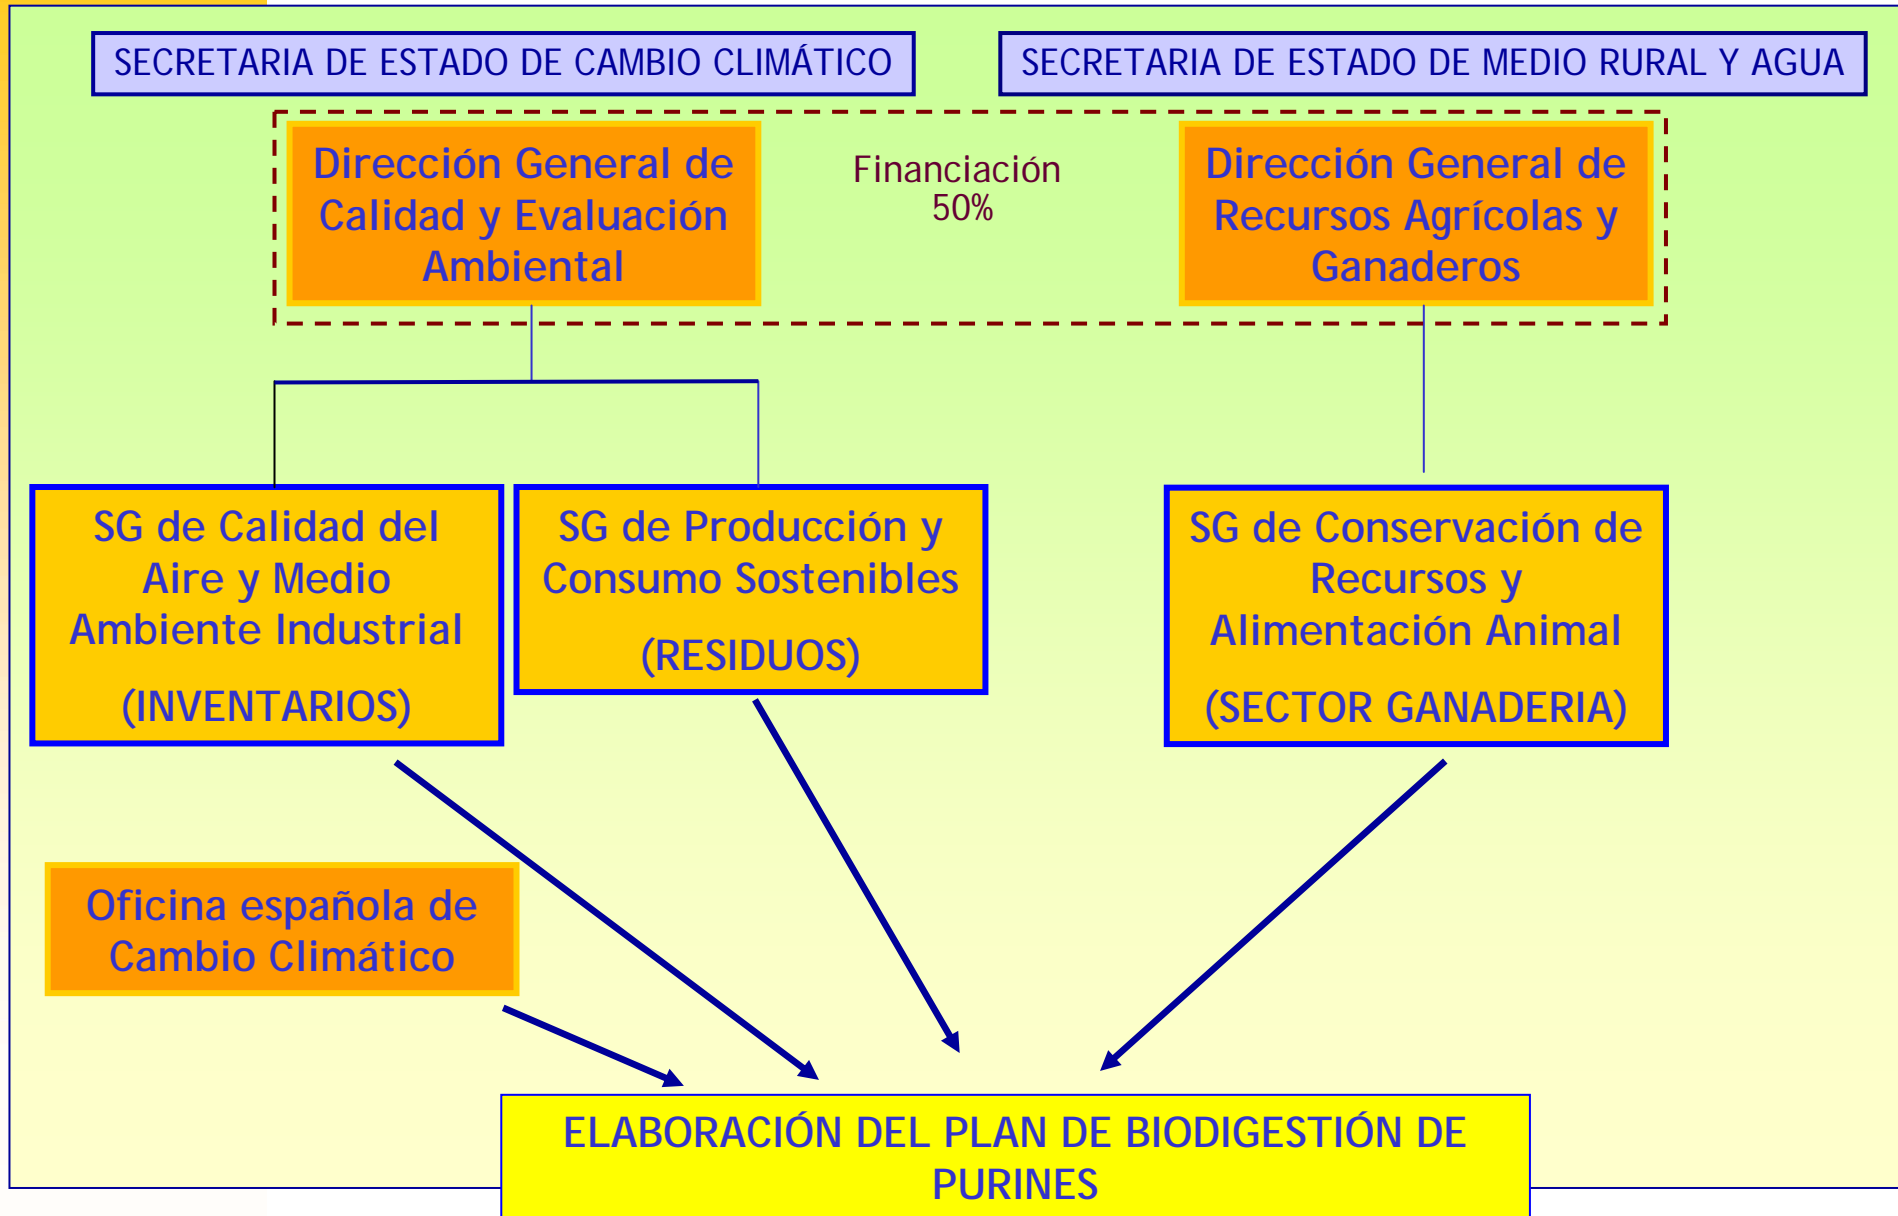 SECRETARIA DE ESTADO DE CAMBIO CLIMÁTICO
SECRETARIA DE ESTADO DE MEDIO RURAL Y AGUA
Dirección General de
Calidad y Evaluación
Ambiental
Financiación
50%
Dirección General de
Recursos Agrícolas y
Ganaderos
SG de Calidad del
Aire y Medio
Ambiente Industrial
(INVENTARIOS)
SG de Producción y
Consumo Sostenibles
(RESIDUOS)
SG de Conservación de
Recursos y
Alimentación Animal
(SECTOR GANADERIA)
Oficina española de
Cambio Climático
ELABORACIÓN DEL PLAN DE BIODIGESTIÓN DE
PURINES